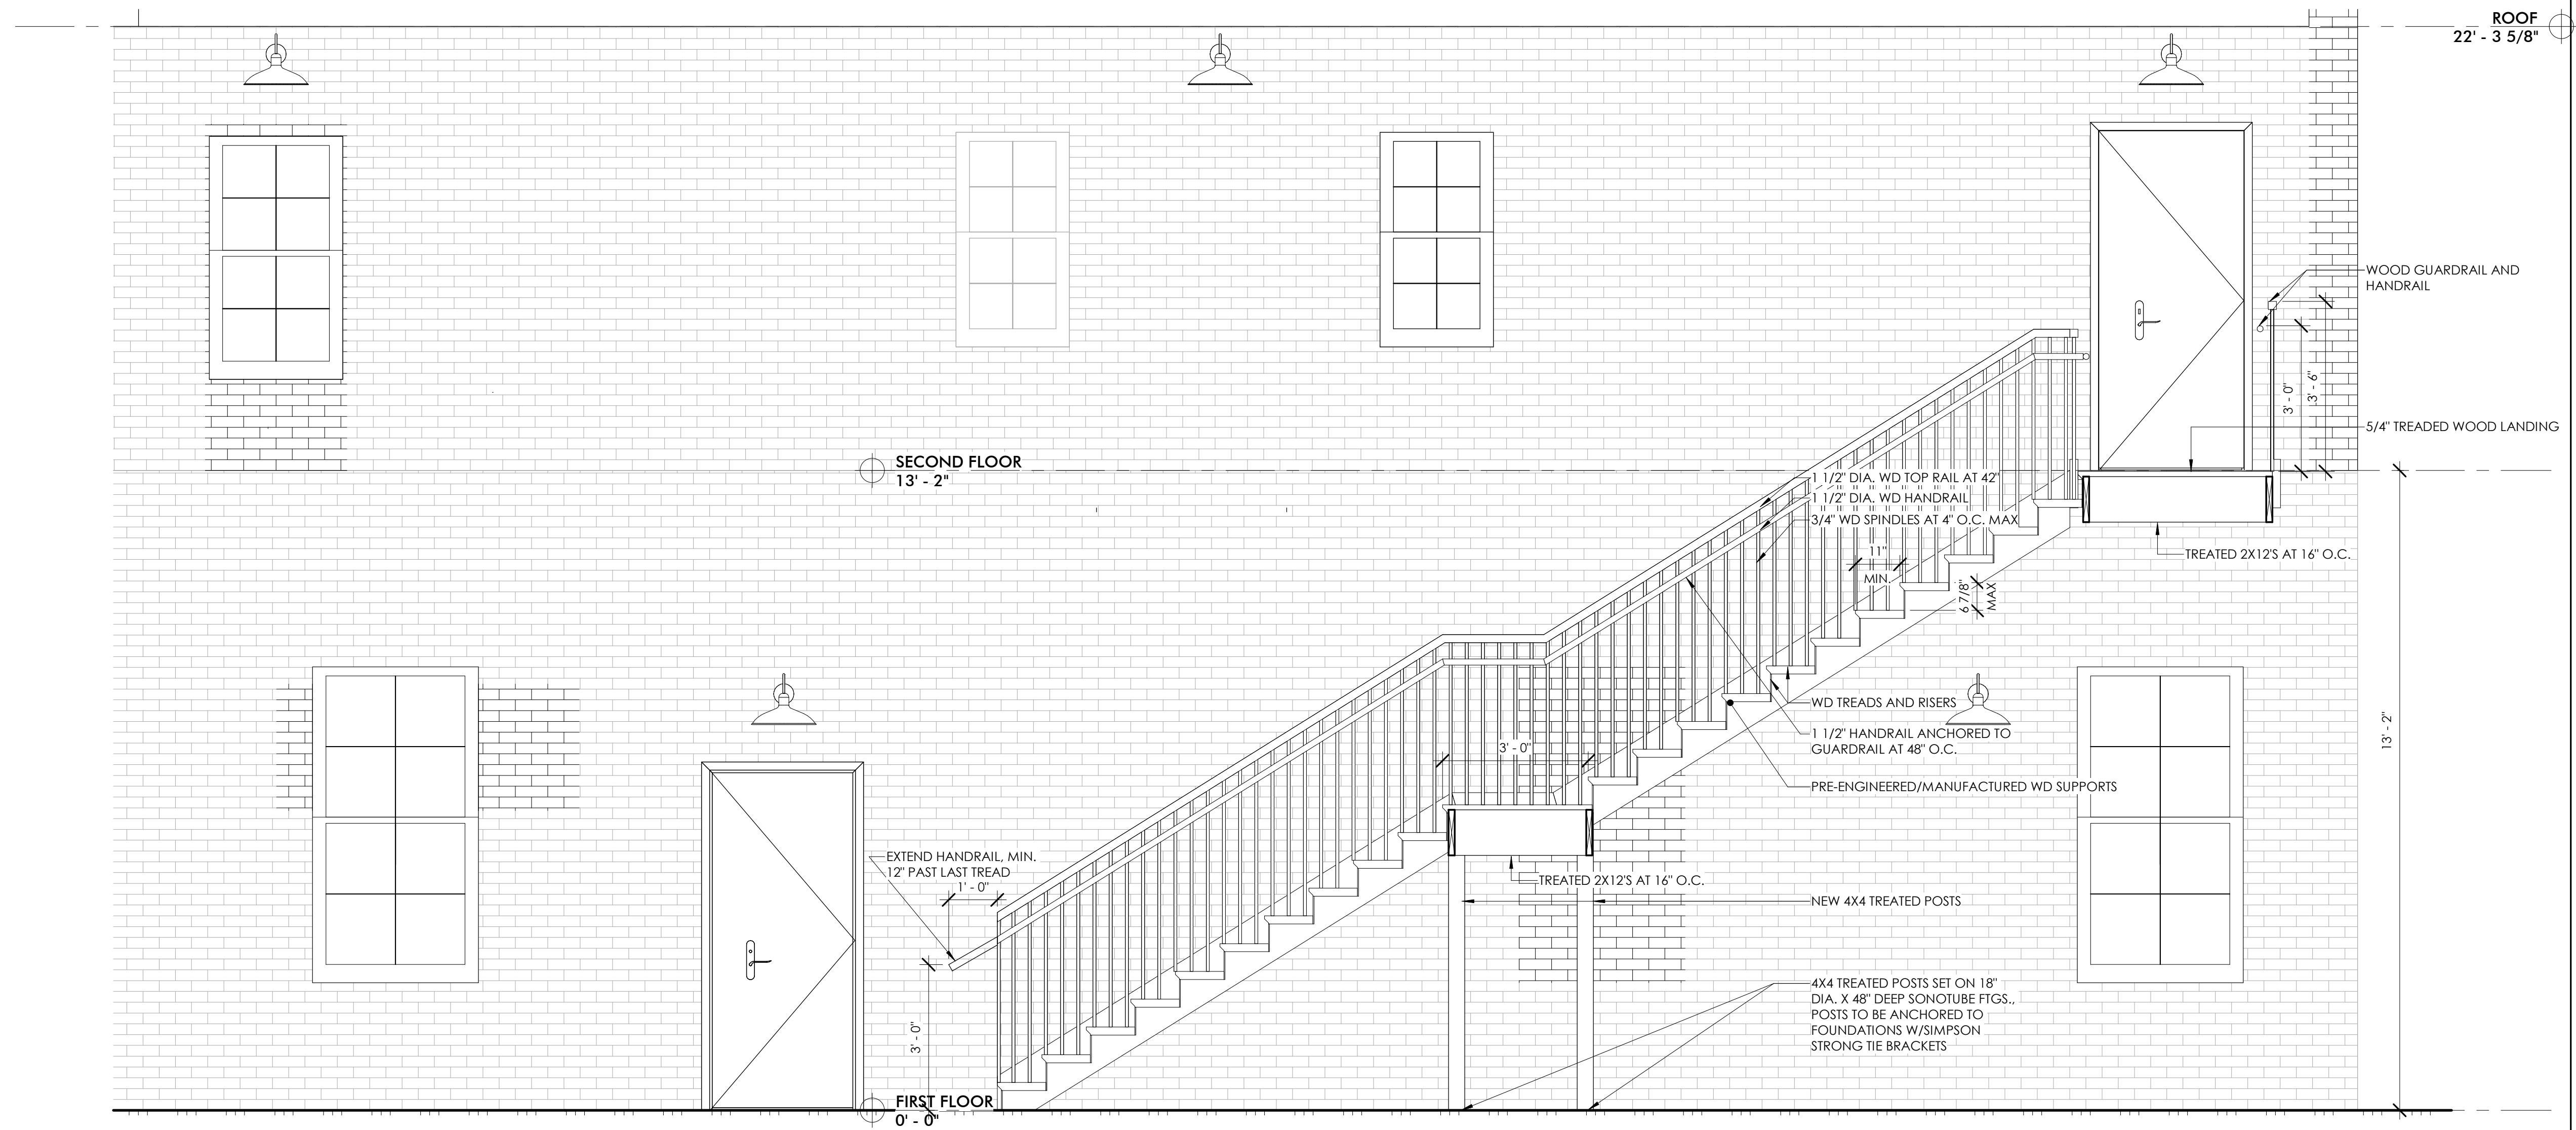 ROOF
22' - 3 5/8"
WOOD GUARDRAIL AND
HANDRAIL
3' - 0"
3' - 6"
5/4" TREADED WOOD LANDING
SECOND FLOOR
13' - 2"
1 1/2" DIA. WD TOP RAIL AT 42"
1 1/2" DIA. WD HANDRAIL
3/4" WD SPINDLES AT 4" O.C. MAX
11"
MIN.
6 7/8"
MAX
TREATED 2X12'S AT 16" O.C.
WD TREADS AND RISERS
1 1/2" HANDRAIL ANCHORED TO
GUARDRAIL AT 48" O.C.
3' - 0"
13' - 2"
PRE-ENGINEERED/MANUFACTURED WD SUPPORTS
EXTEND HANDRAIL, MIN.
12" PAST LAST TREAD
1' - 0"
TREATED 2X12'S AT 16" O.C.
NEW 4X4 TREATED POSTS
3' - 0"
4X4 TREATED POSTS SET ON 18"
DIA. X 48" DEEP SONOTUBE FTGS.,
POSTS TO BE ANCHORED TO
FOUNDATIONS W/SIMPSON
STRONG TIE BRACKETS
FIRST FLOOR
0' - 0"